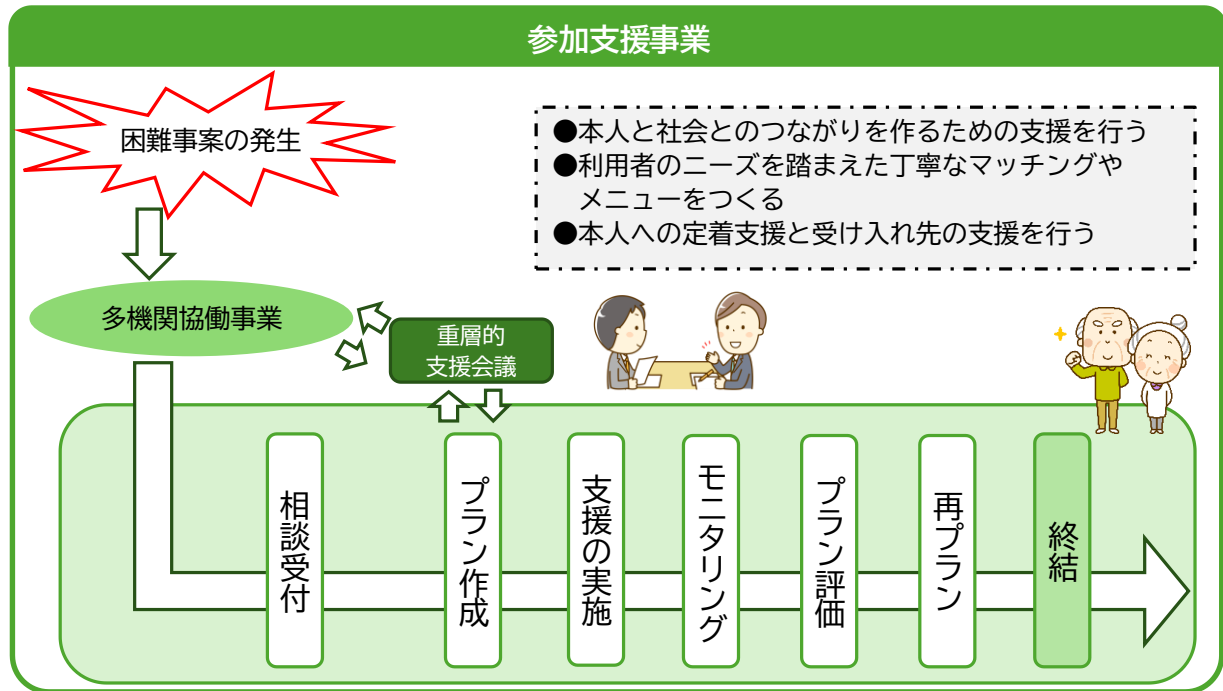 参加支援事業
困難事案の発生
●本人と社会とのつながりを作るための支援を行う
●利用者のニーズを踏まえた丁寧なマッチングや
メニューをつくる
●本人への定着支援と受け入れ先の支援を行う
多機関協働事業
重層的
支援会議
相談受付
プラン作成
支援の実施
モニタリング
プラン評価
再プラン
終結